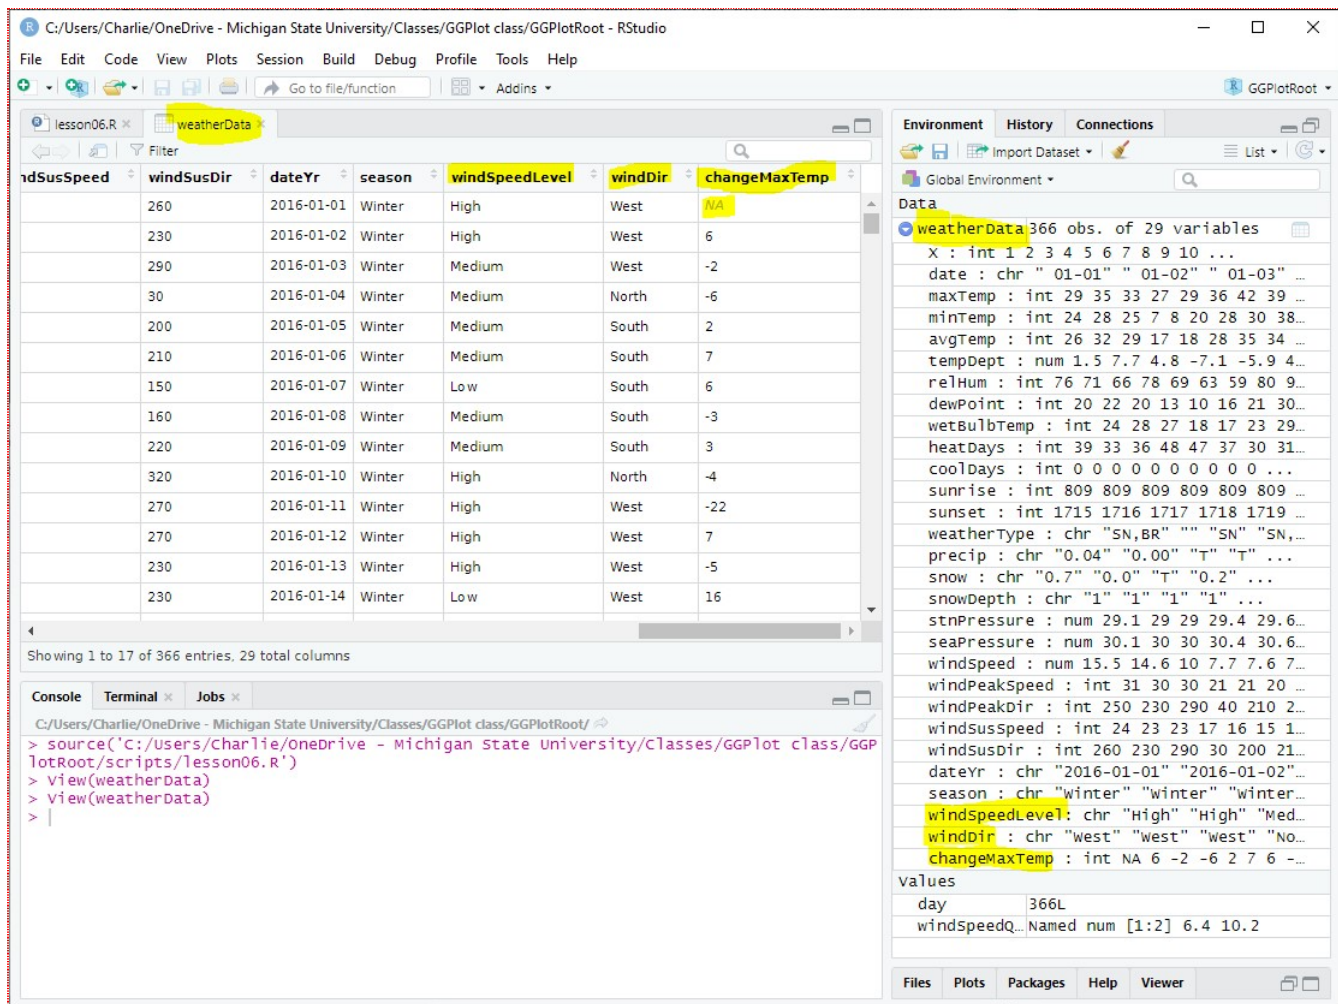 C:/Users/Charlie/OneDrive - Michigan State University/Classes/GGPlot class/GGPlotRoot - RStudio
File Edit Code View Plots Session Build Debug Profile Tools Help
Go to file/function Addins GGPlotRoot
lesson06.R weatherData
Filter
ndSusSpeed windSusDir dateYr season windSpeedLevel windDir changeMaxTemp
260 2016-01-01 Winter High West NA
230 2016-01-02 Winter High West 6
290 2016-01-03 Winter Medium West -2
30 2016-01-04 Winter Medium North -6
200 2016-01-05 Winter Medium South 2
210 2016-01-06 Winter Medium South 7
150 2016-01-07 Winter Low South 6
160 2016-01-08 Winter Medium South -3
220 2016-01-09 Winter Medium South 3
320 2016-01-10 Winter High North -4
270 2016-01-11 Winter High West -22
270 2016-01-12 Winter High West 7
230 2016-01-13 Winter High West -5
230 2016-01-14 Winter Low West 16
Showing 1 to 17 of 366 entries, 29 total columns
Console Terminal Jobs
C:/Users/Charlie/OneDrive - Michigan State University/Classes/GGPlot class/GGPlotRoot/
> source('C:/Users/Charlie/OneDrive - Michigan State University/Classes/GGPlot class/GGP
lotRoot/scripts/lesson06.R')
> View(weatherData)
> View(weatherData)
>
Environment History Connections
Import Dataset List
Global Environment
Data
weatherData 366 obs. of 29 variables
X : int 1 2 3 4 5 6 7 8 9 10 ...
date : chr " 01-01" " 01-02" " 01-03" …
maxTemp : int 29 35 33 27 29 36 42 39 …
minTemp : int 24 28 25 7 8 20 28 30 38…
avgTemp : int 26 32 29 17 18 28 35 34 …
tempDept : num 1.5 7.7 4.8 -7.1 -5.9 4…
relHum : int 76 71 66 78 69 63 59 80 9…
dewPoint : int 20 22 20 13 10 16 21 30…
wetBulbTemp : int 24 28 27 18 17 23 29…
heatDays : int 39 33 36 48 47 37 30 31…
coolDays : int 0 0 0 0 0 0 0 0 0 0 ...
sunrise : int 809 809 809 809 809 809 …
sunset : int 1715 1716 1717 1718 1719 …
weatherType : chr "SN,BR" "" "SN" "SN,…
precip : chr "0.04" "0.00" "T" "T" ...
snow : chr "0.7" "0.0" "T" "0.2" ...
snowDepth : chr "1" "1" "1" "1" ...
stnPressure : num 29.1 29 29 29.4 29.6…
seaPressure : num 30.1 30 30 30.4 30.6…
windSpeed : num 15.5 14.6 10 7.7 7.6 7…
windPeakSpeed : int 31 30 30 21 21 20 …
windPeakDir : int 250 230 290 40 210 2…
windSusSpeed : int 24 23 23 17 16 15 1…
windSusDir : int 260 230 290 30 200 21…
dateYr : chr "2016-01-01" "2016-01-02"…
season : chr "Winter" "Winter" "Winter…
windSpeedLevel: chr "High" "High" "Med…
windDir : chr "West" "West" "West" "No…
changeMaxTemp : int NA 6 -2 -6 2 7 6 -…
Values
day 366L
windSpeedQ… Named num [1:2] 6.4 10.2
Files Plots Packages Help Viewer